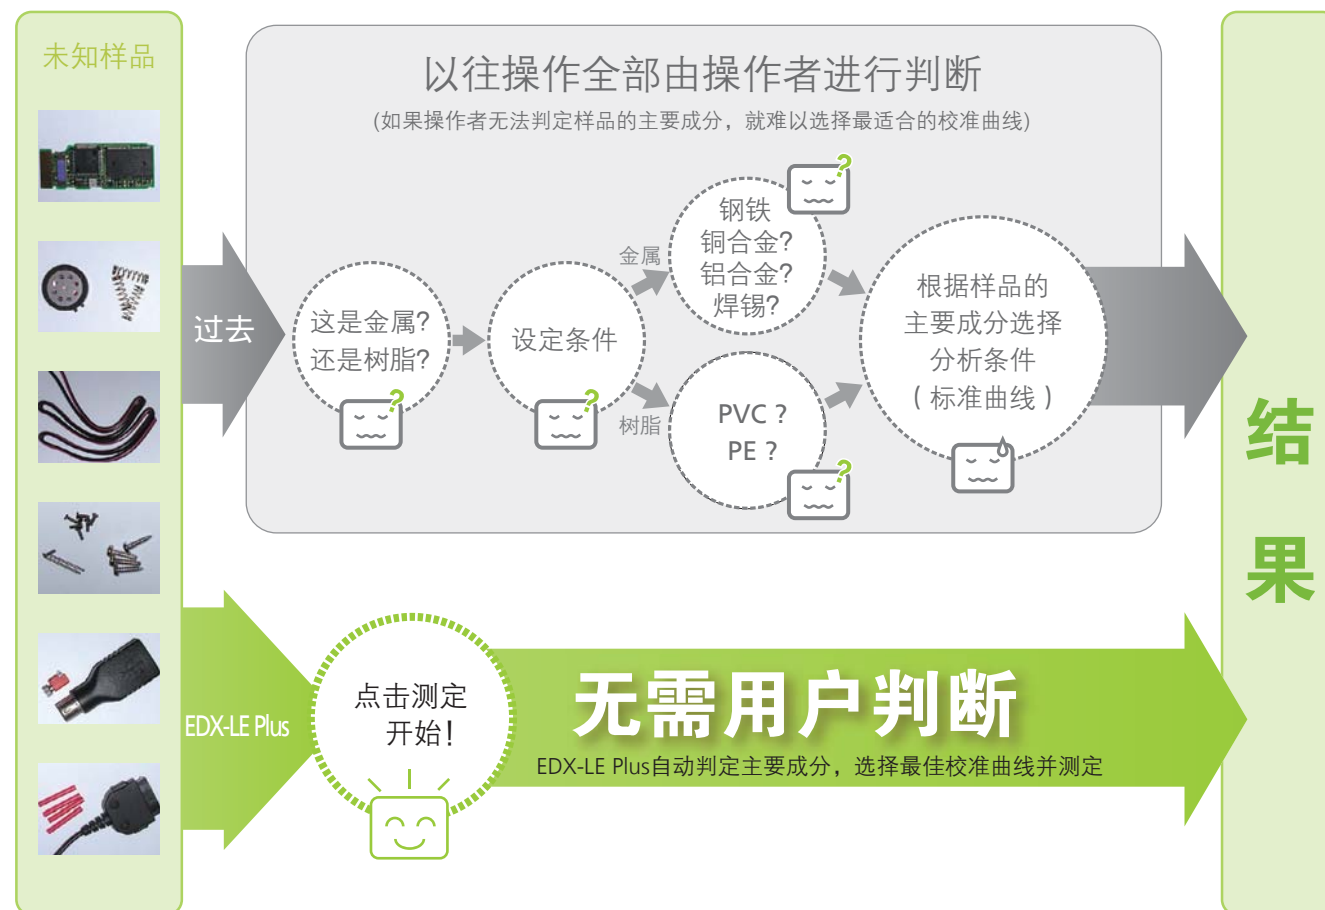 未知样品
以往操作全部由操作者进行判断
(如果操作者无法判定样品的主要成分，就难以选择最适合的校准曲线)
过去
这是金属?
还是树脂?
设定条件
金属
钢铁
铜合金?
铝合金?
焊锡?
树脂
PVC ?
PE ?
根据样品的
主要成分选择
分析条件
（标准曲线）
结
果
EDX-LE Plus
点击测定
开始!
无需用户判断
EDX-LE Plus自动判定主要成分，选择最佳校准曲线并测定